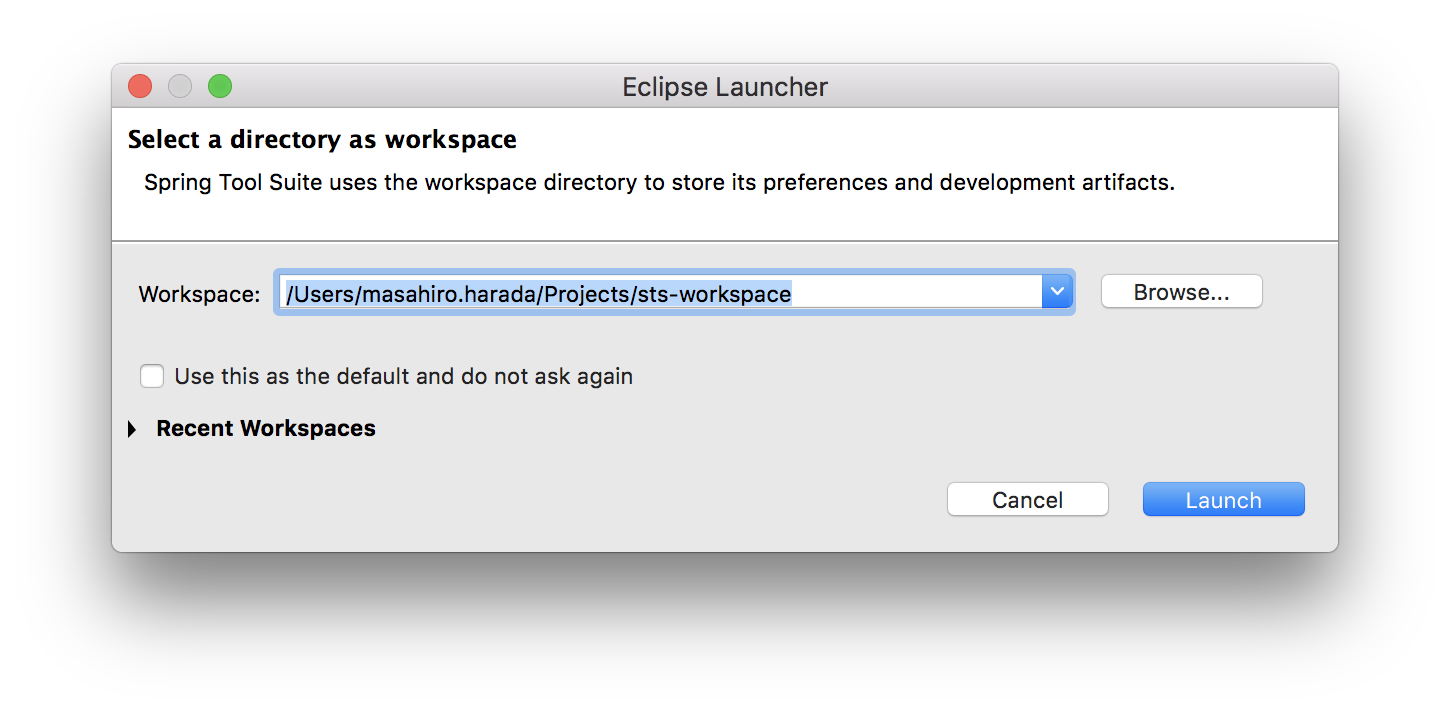 Eclipse Launcher
Select a directory as workspace
Spring Tool Suite uses the workspace directory to store its preferences and development artifacts.
Workspace: /Users/masahiro.harada/Projects/sts-workspace Browse...
Use this as the default and do not ask again
Recent Workspaces
Cancel Launch